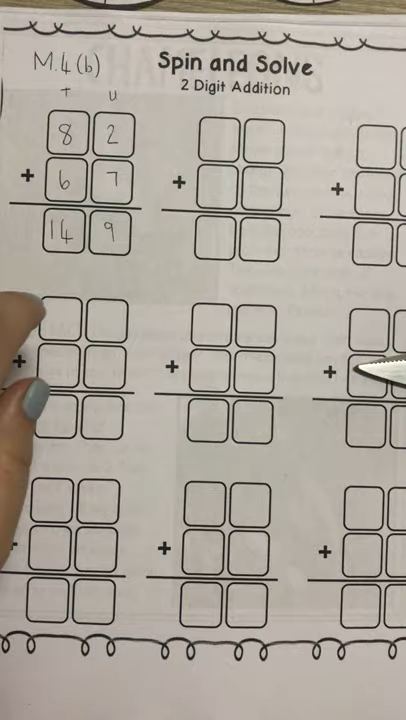 M.4(b) Spin and Solve
2 Digit Addition
T U
8 2
+ 6 7 +
+
14 9
+ + +
+ +